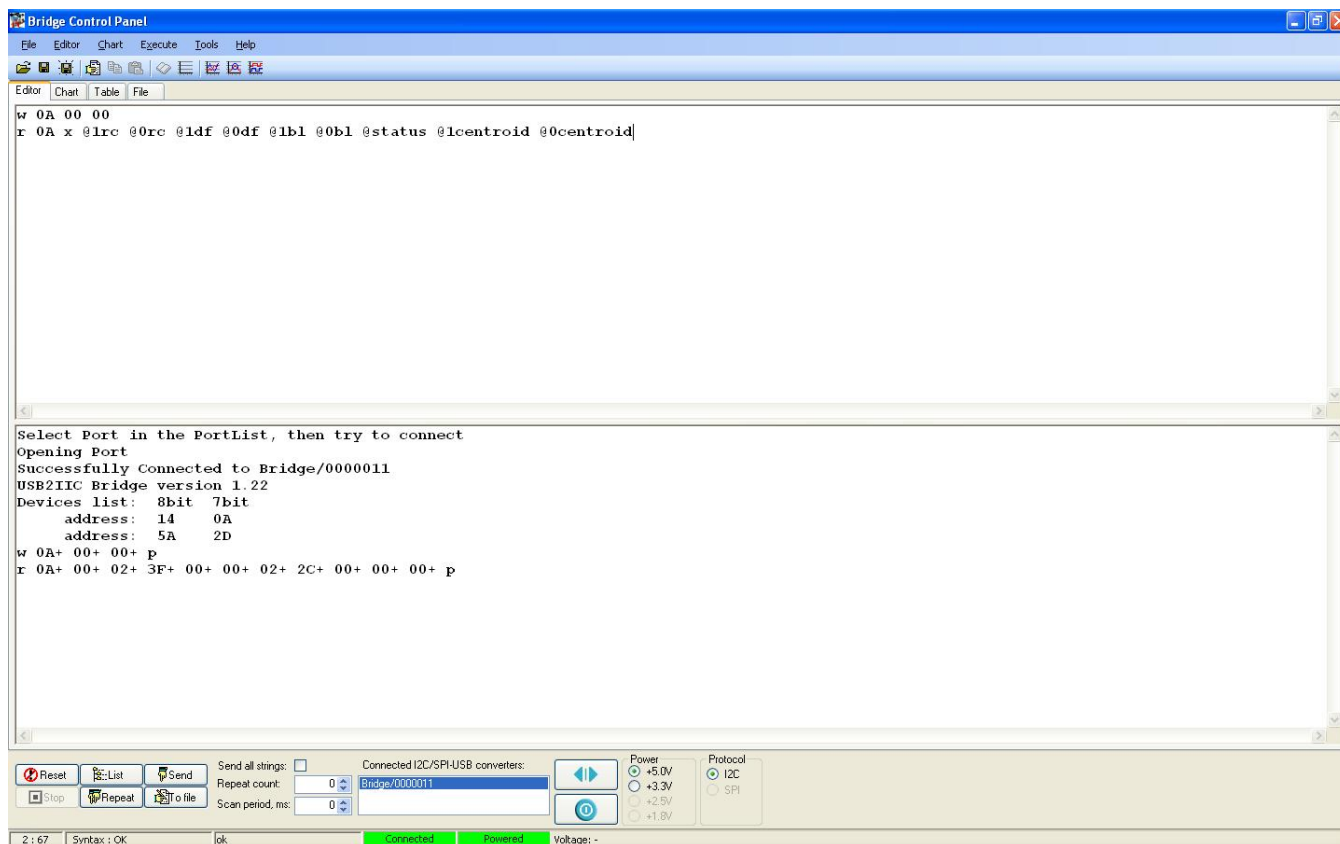 Bridge Control Panel
File Editor Chart Execute Tools Help
Editor Chart Table File
w 0A 00 00
r 0A x @1rc @0rc @1df @0df @1bl @0bl @status @1centroid @0centroid
Select Port in the PortList, then try to connect
Opening Port
Successfully Connected to Bridge/0000011
USB2IIC Bridge version 1.22
Devices list: 8bit 7bit
address: 14 0A
address: 5A 2D
w 0A+ 00+ 00+ p
r 0A+ 00+ 02+ 3F+ 00+ 00+ 02+ 2C+ 00+ 00+ 00+ p
Reset List Send
Stop Repeat To file
Send all strings:
Repeat count: 0
Scan period, ms: 0
Connected I2C/SPI-USB converters:
Bridge/0000011
Power
+5.0V
+3.3V
+2.5V
+1.8V
Protocol
I2C
SPI
2 : 67 Syntax : OK ok Connected Powered Voltage: -